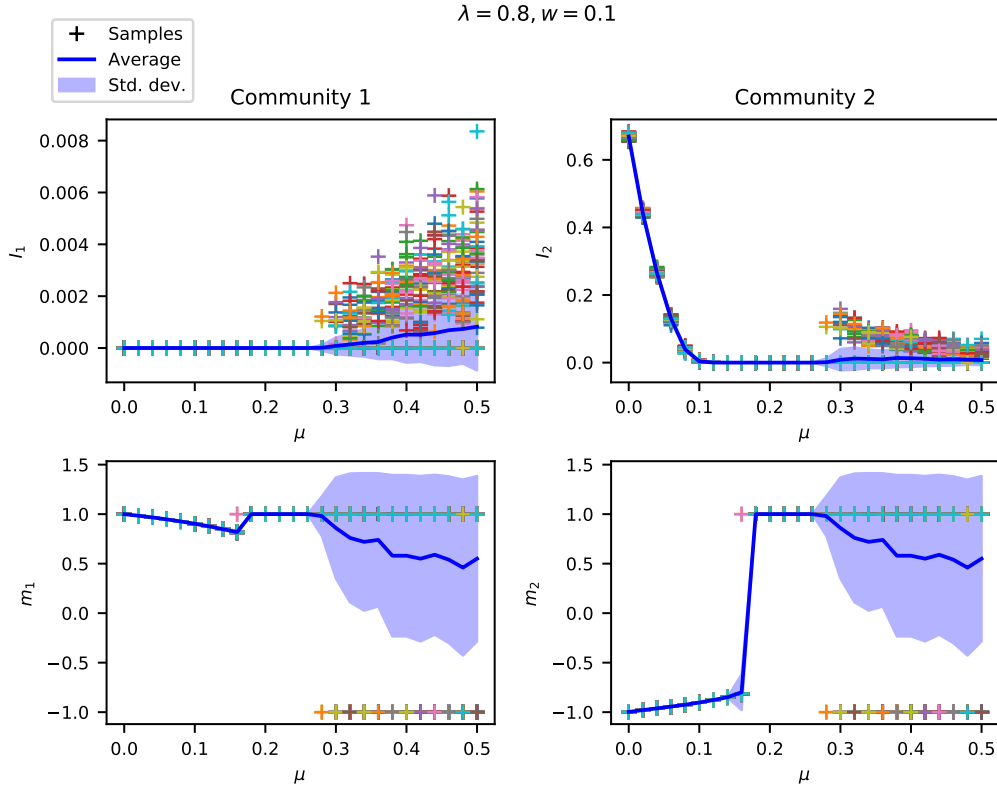 λ = 0.8, w = 0.1
Samples
Average
Std. dev.
Community 1
Community 2
0.008
0.006
0.004
0.002
0.000
I₁
0.0 0.1 0.2 0.3 0.4 0.5
μ
0.6
0.4
0.2
0.0
I₂
0.0 0.1 0.2 0.3 0.4 0.5
μ
1.5
1.0
0.5
0.0
−0.5
−1.0
m₁
0.0 0.1 0.2 0.3 0.4 0.5
μ
1.5
1.0
0.5
0.0
−0.5
−1.0
m₂
0.0 0.1 0.2 0.3 0.4 0.5
μ